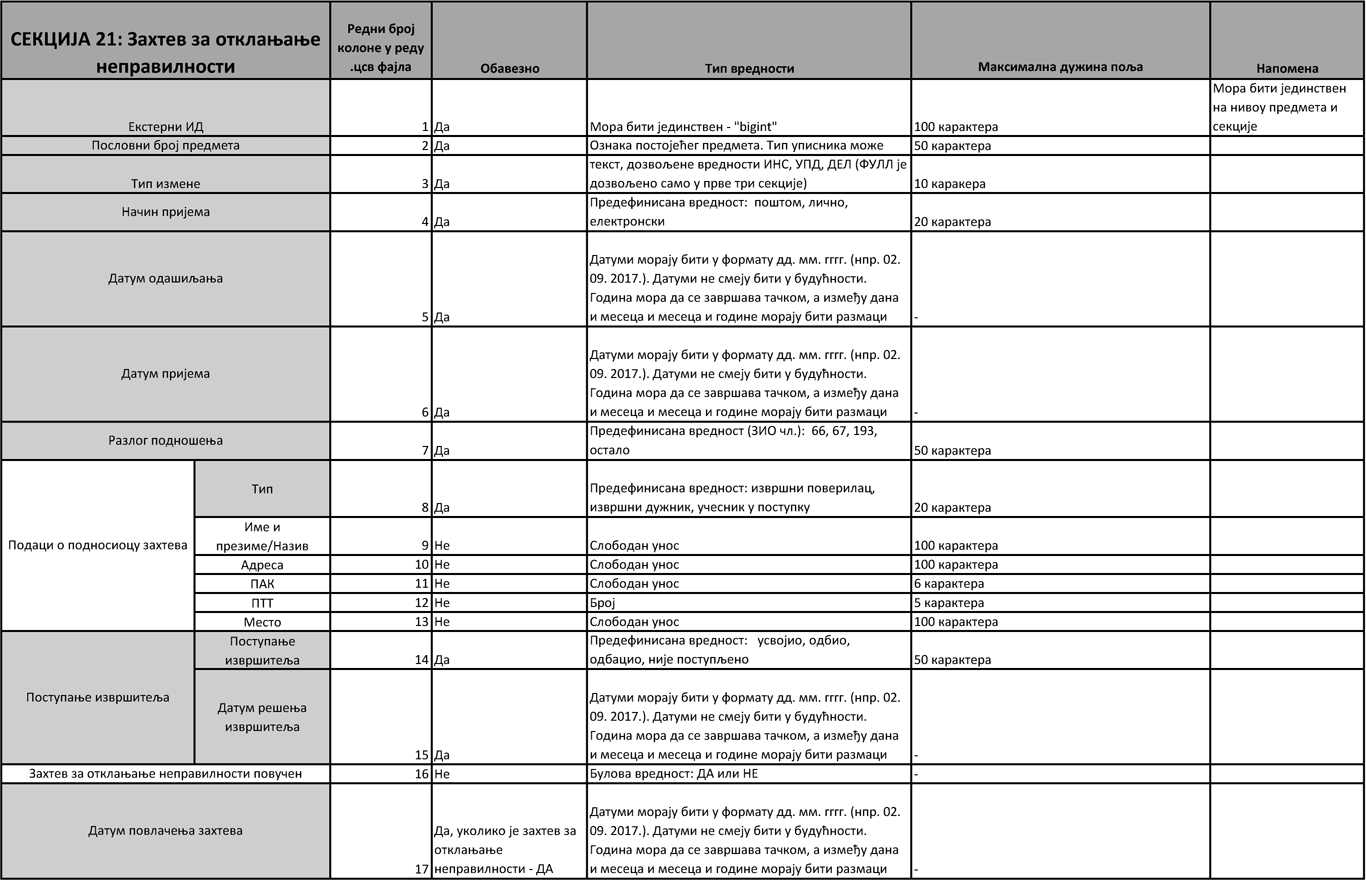 СЕКЦИЈА 21: Захтев за отклањање
неправилности
Редни број
колоне у реду
.цсв фајла
Обавезно
Тип вредности
Максимална дужина поља
Напомена
Екстерни ИД
1
Да
Мора бити јединствен - "bigint"
100 карактера
Мора бити јединствен
на нивоу предмета и
секције
Пословни број предмета
2
Да
Ознака постојећег предмета. Тип уписника може
50 карактера
Тип измене
3
Да
текст, дозвољене вредности ИНС, УПД, ДЕЛ (ФУЛЛ је
дозвољено само у прве три секције)
10 каракера
Начин пријема
4
Да
Предефинисана вредност:  поштом, лично,
електронски
20 карактера
Датум одашиљања
5
Да
Датуми морају бити у формату дд. мм. гггг. (нпр. 02.
09. 2017.). Датуми не смеју бити у будућности.
Година мора да се завршава тачком, а између дана
и месеца и месеца и године морају бити размаци
-
Датум пријема
6
Да
Датуми морају бити у формату дд. мм. гггг. (нпр. 02.
09. 2017.). Датуми не смеју бити у будућности.
Година мора да се завршава тачком, а између дана
и месеца и месеца и године морају бити размаци
-
Разлог подношења
7
Да
Предефинисана вредност (ЗИО чл.):  66, 67, 193,
остало
50 карактера
Подаци о подносиоцу захтева
Тип
8
Да
Предефинисана вредност: извршни поверилац,
извршни дужник, учесник у поступку
20 карактера
Име и
презиме/Назив
9
Не
Слободан унос
100 карактера
Адреса
10
Не
Слободан унос
100 карактера
ПАК
11
Не
Слободан унос
6 карактера
ПТТ
12
Не
Број
5 карактера
Место
13
Не
Слободан унос
100 карактера
Поступање извршитеља
Поступање
извршитеља
14
Да
Предефинисана вредност:   усвојио, одбио,
одбацио, није поступљено
50 карактера
Датум решења
извршитеља
15
Да
Датуми морају бити у формату дд. мм. гггг. (нпр. 02.
09. 2017.). Датуми не смеју бити у будућности.
Година мора да се завршава тачком, а између дана
и месеца и месеца и године морају бити размаци
-
Захтев за отклањање неправилности повучен
16
Не
Булова вредност: ДА или НЕ
-
Датум повлачења захтева
17
Да, уколико је захтев за
отклањање
неправилности - ДА
Датуми морају бити у формату дд. мм. гггг. (нпр. 02.
09. 2017.). Датуми не смеју бити у будућности.
Година мора да се завршава тачком, а између дана
и месеца и месеца и године морају бити размаци
-